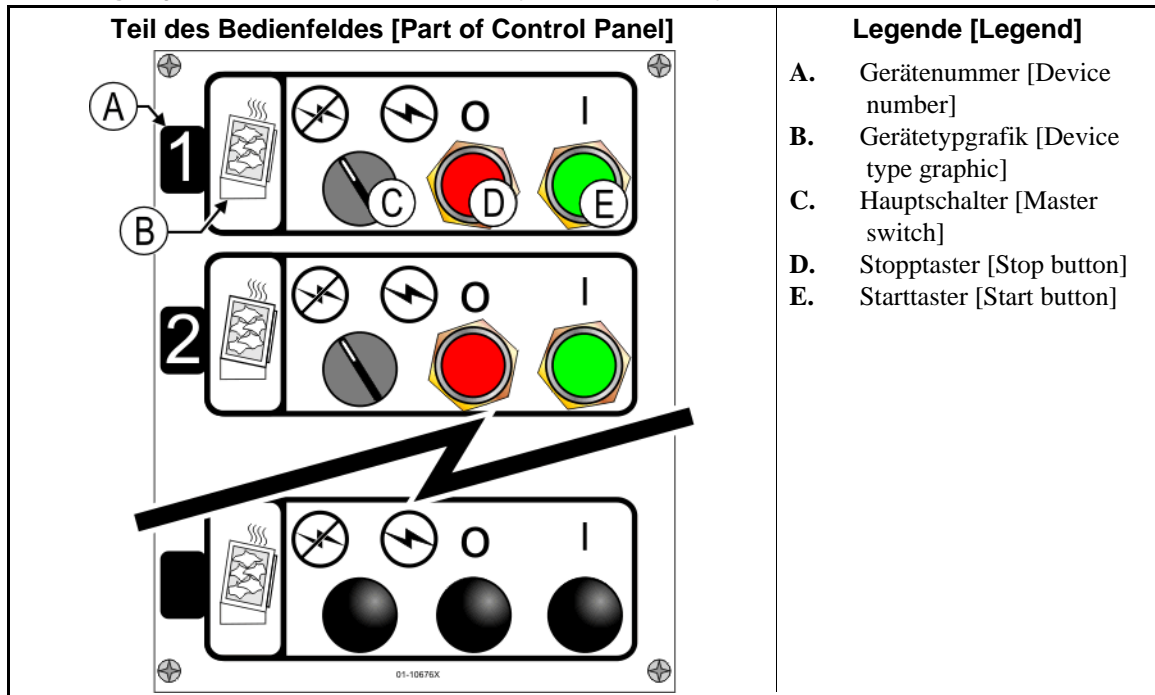 Teil des Bedienfeldes [Part of Control Panel]
A
1
B
O I
C
D
E
2
O I
O I
01-10676X
Legende [Legend]
A. Gerätenummer [Device
number]
B. Gerätetypgrafik [Device
type graphic]
C. Hauptschalter [Master
switch]
D. Stopptaster [Stop button]
E. Starttaster [Start button]